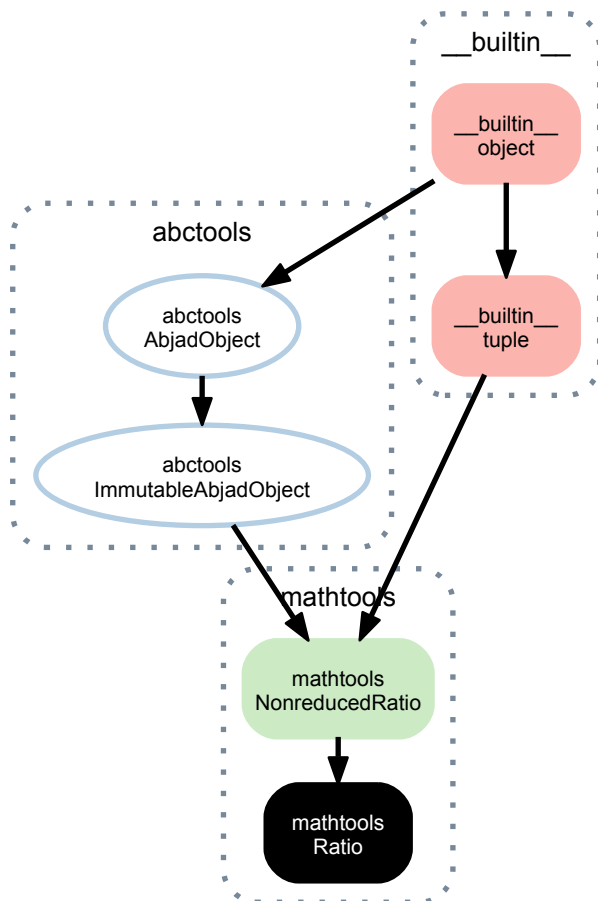 __builtin__
__builtin__
object
abctools
abctools
AbjadObject
__builtin__
tuple
abctools
ImmutableAbjadObject
mathtools
mathtools
NonreducedRatio
mathtools
Ratio